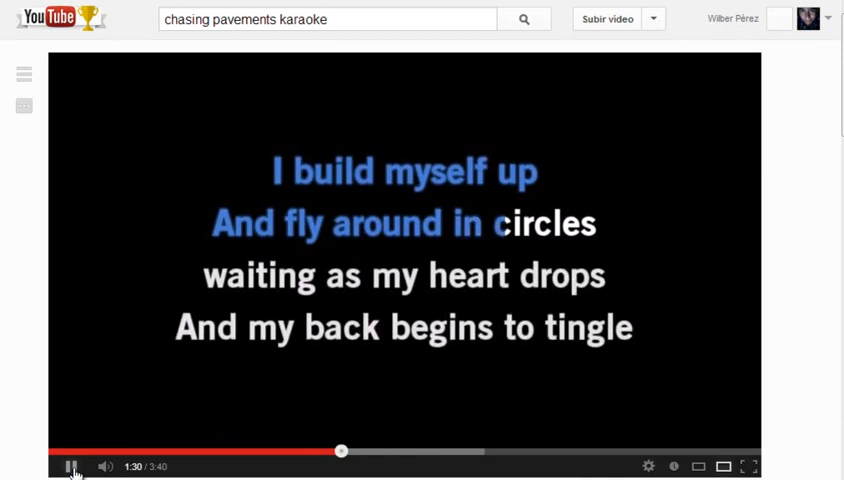 YouTube
chasing pavements karaoke
Subir video
Wilber Pérez
I build myself up
And fly around in circles
waiting as my heart drops
And my back begins to tingle
1:30 / 3:40